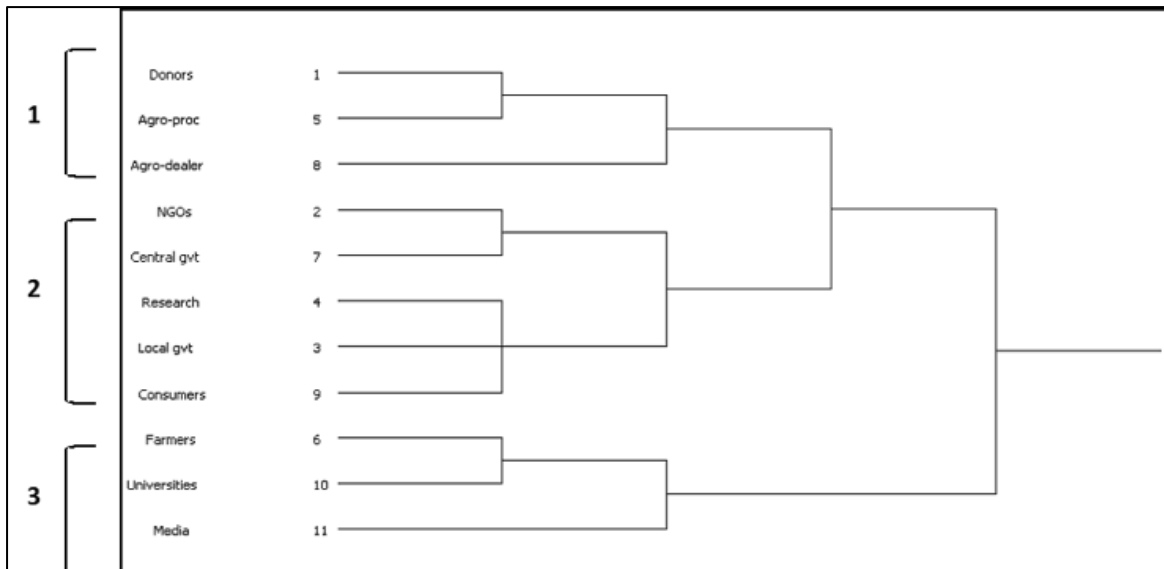 Donors 1
1
Agro-proc 5
Agro-dealer 8
NGOs 2
Central gvt 7
2
Research 4
Local gvt 3
Consumers 9
Farmers 6
Universities 10
3
Media 11